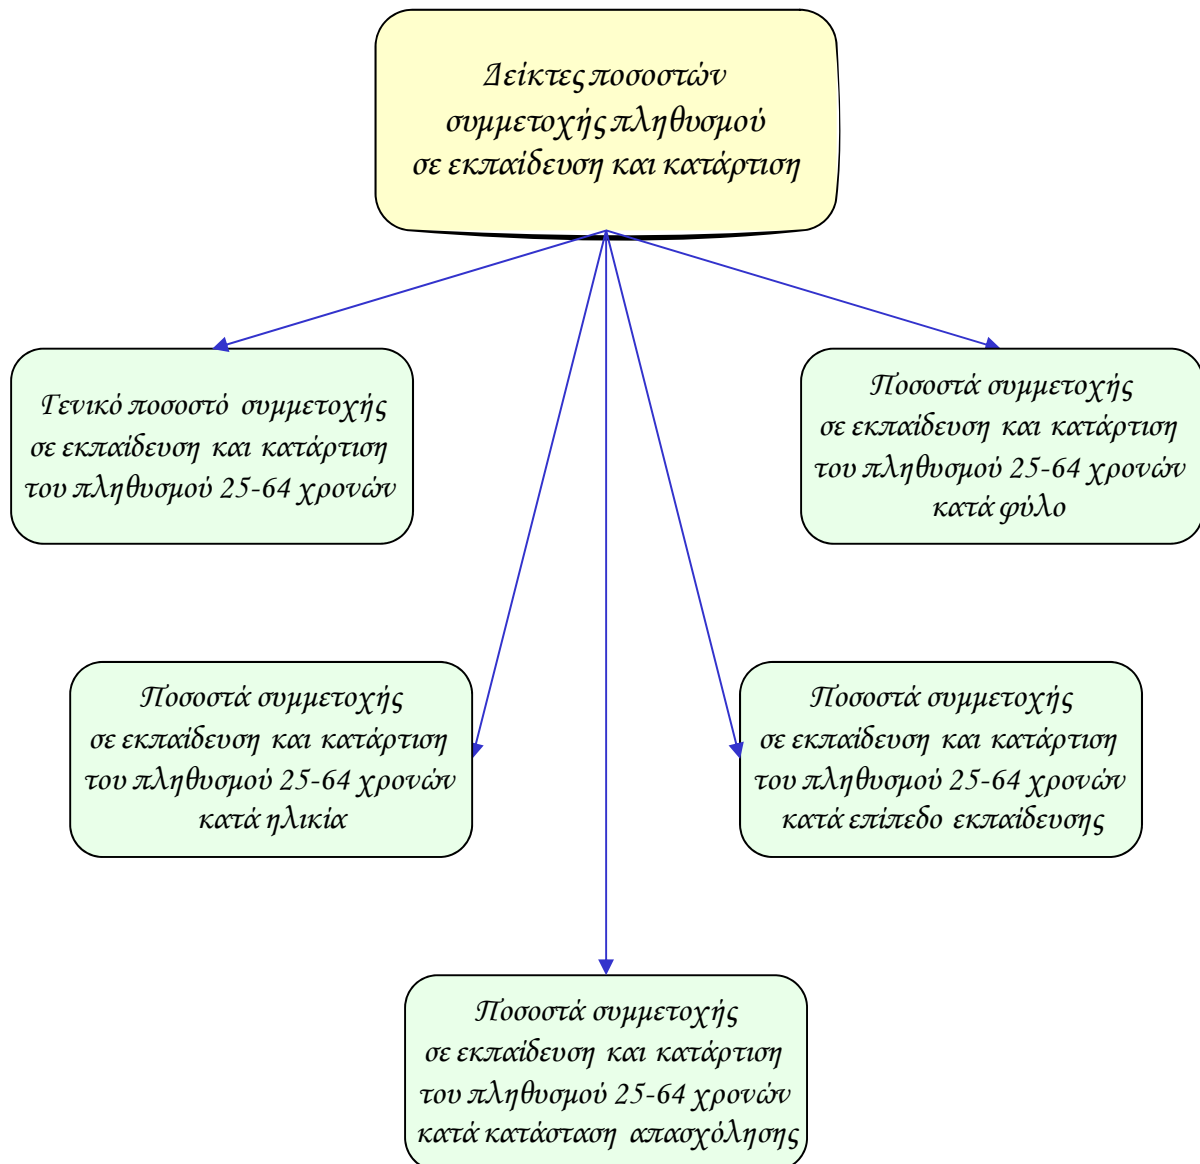 Δείκτες ποσοστών
συμμετοχής πληθυσμού
σε εκπαίδευση και κατάρτιση
Γενικό ποσοστό συμμετοχής
σε εκπαίδευση και κατάρτιση
του πληθυσμού 25-64 χρονών
Ποσοστά συμμετοχής
σε εκπαίδευση και κατάρτιση
του πληθυσμού 25-64 χρονών
κατά φύλο
Ποσοστά συμμετοχής
σε εκπαίδευση και κατάρτιση
του πληθυσμού 25-64 χρονών
κατά ηλικία
Ποσοστά συμμετοχής
σε εκπαίδευση και κατάρτιση
του πληθυσμού 25-64 χρονών
κατά επίπεδο εκπαίδευσης
Ποσοστά συμμετοχής
σε εκπαίδευση και κατάρτιση
του πληθυσμού 25-64 χρονών
κατά κατάσταση απασχόλησης